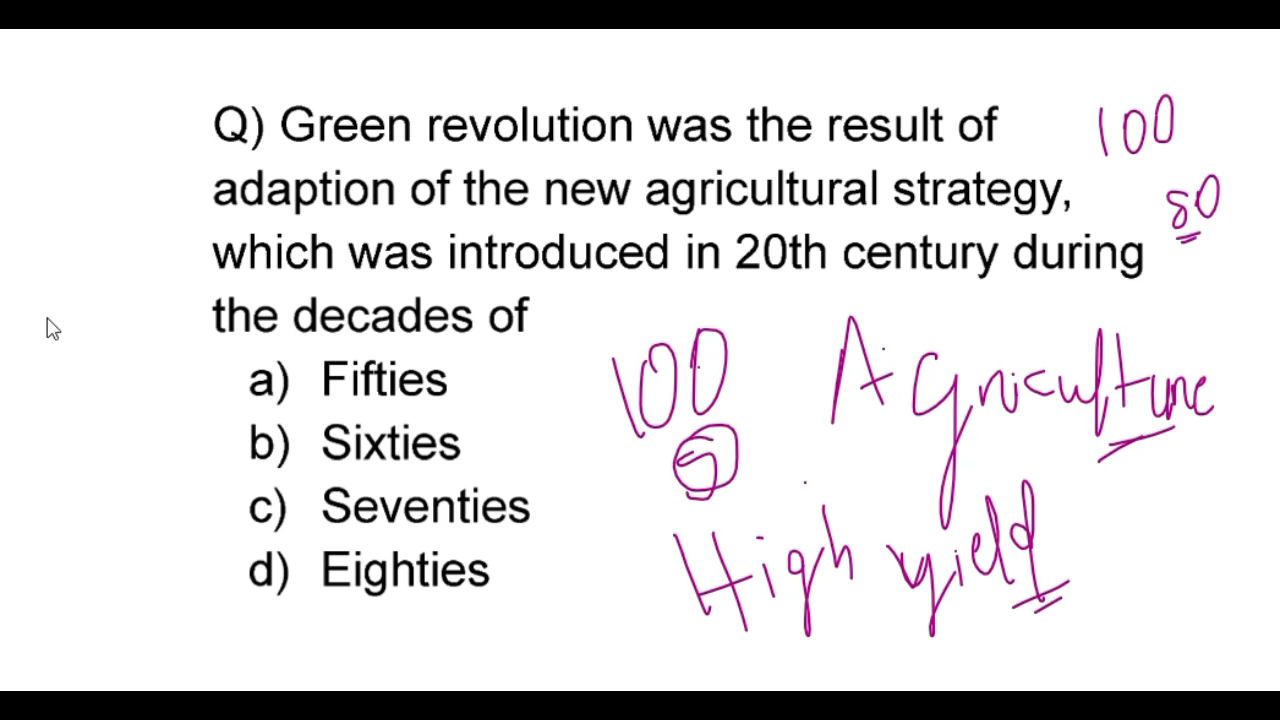 Q) Green revolution was the result of
100
adaption of the new agricultural strategy,
80
which was introduced in 20th century during
the decades of
a) Fifties
100
Agriculture
b) Sixties
5
c) Seventies
High yield
d) Eighties